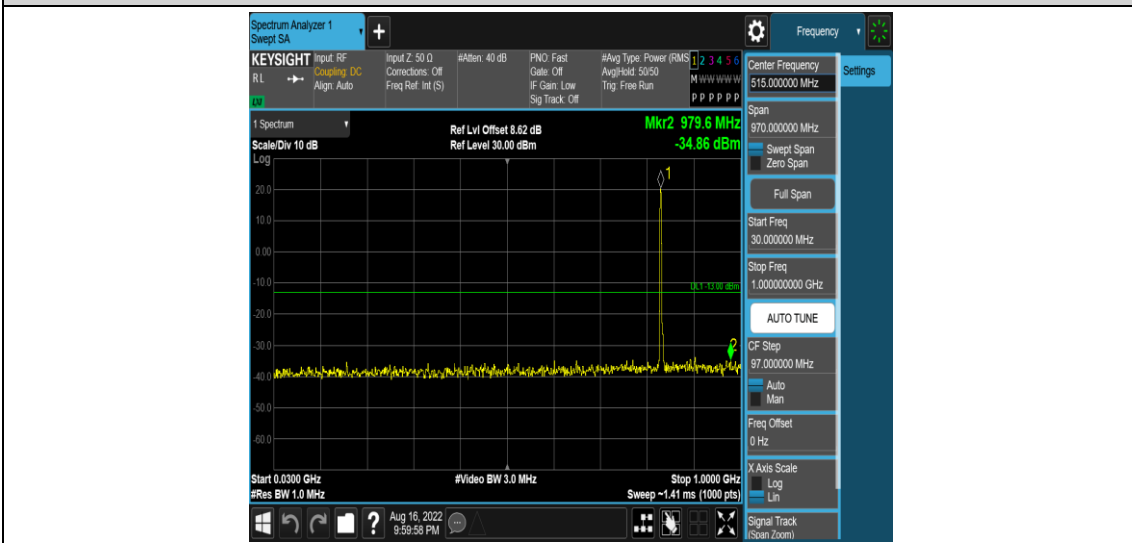 Spectrum Analyzer 1
Swept SA
+
Frequency
KEYSIGHT
RL
LXI
Input: RF
Coupling: DC
Align: Auto
Input Z: 50 Ω
Corrections: Off
Freq Ref: Int (S)
#Atten: 40 dB
PNO: Fast
Gate: Off
IF Gain: Low
Sig Track: Off
#Avg Type: Power (RMS
Avg|Hold: 50/50
Trig: Free Run
1 2 3 4 5 6
M W W W W W
P P P P P P
1 Spectrum
Scale/Div 10 dB
Log
Ref Lvl Offset 8.62 dB
Ref Level 30.00 dBm
Mkr2 979.6 MHz
-34.86 dBm
1
20.0
10.0
0.00
-10.0
DL1 -13.00 dBm
-20.0
-30.0
2
-40.0
-50.0
-60.0
Start 0.0300 GHz
#Res BW 1.0 MHz
#Video BW 3.0 MHz
Stop 1.0000 GHz
Sweep ~1.41 ms (1000 pts)
Center Frequency
515.000000 MHz
Settings
Span
970.000000 MHz
Swept Span
Zero Span
Full Span
Start Freq
30.000000 MHz
Stop Freq
1.000000000 GHz
AUTO TUNE
CF Step
97.000000 MHz
Auto
Man
Freq Offset
0 Hz
X Axis Scale
Log
Lin
Signal Track
(Span Zoom)
?
Aug 16, 2022
9:59:58 PM